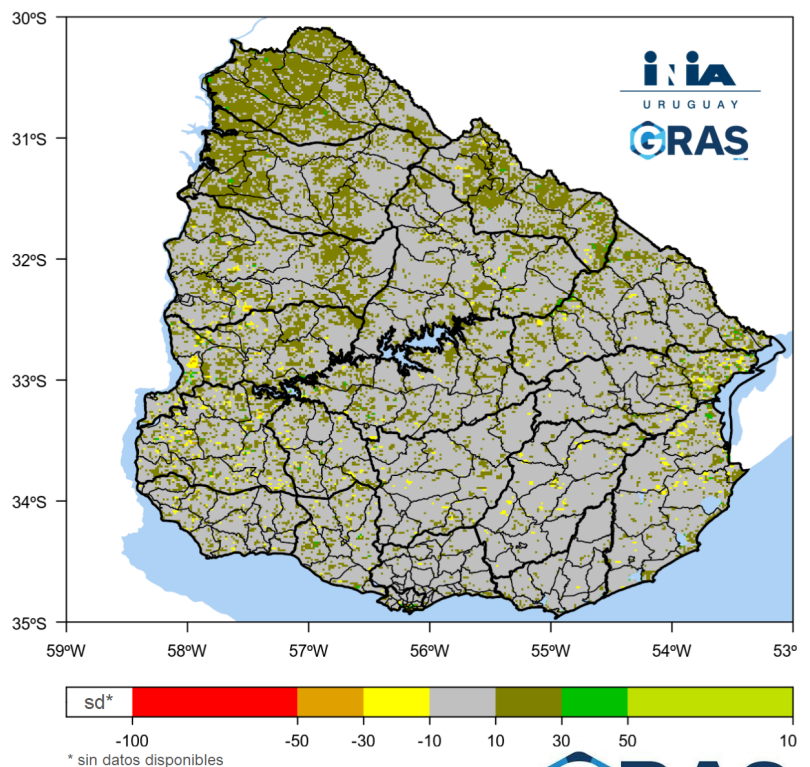 30ºS
31ºS
32ºS
33ºS
34ºS
35ºS
59ºW
58ºW
57ºW
56ºW
55ºW
54ºW
53º
INIA
URUGUAY
GRAS
sd*
-100
-50
-30
-10
10
30
50
10
* sin datos disponibles
GRAS